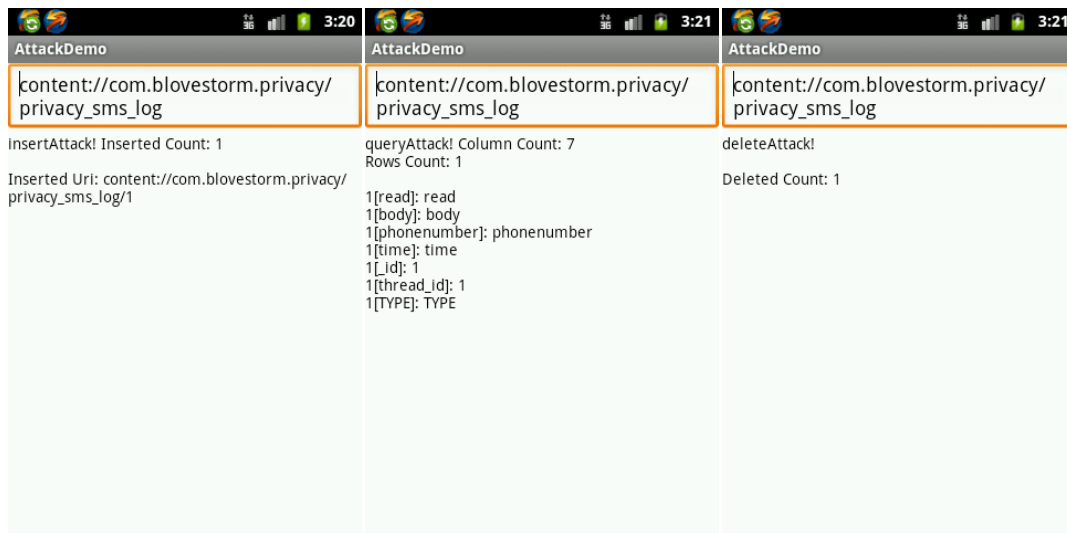 3G 3:20
AttackDemo
content://com.blovestorm.privacy/
privacy_sms_log
insertAttack! Inserted Count: 1
Inserted Uri: content://com.blovestorm.privacy/
privacy_sms_log/1
3G 3:21
AttackDemo
content://com.blovestorm.privacy/
privacy_sms_log
queryAttack! Column Count: 7
Rows Count: 1
1[read]: read
1[body]: body
1[phonenumber]: phonenumber
1[time]: time
1[_id]: 1
1[thread_id]: 1
1[TYPE]: TYPE
3G 3:21
AttackDemo
content://com.blovestorm.privacy/
privacy_sms_log
deleteAttack!
Deleted Count: 1